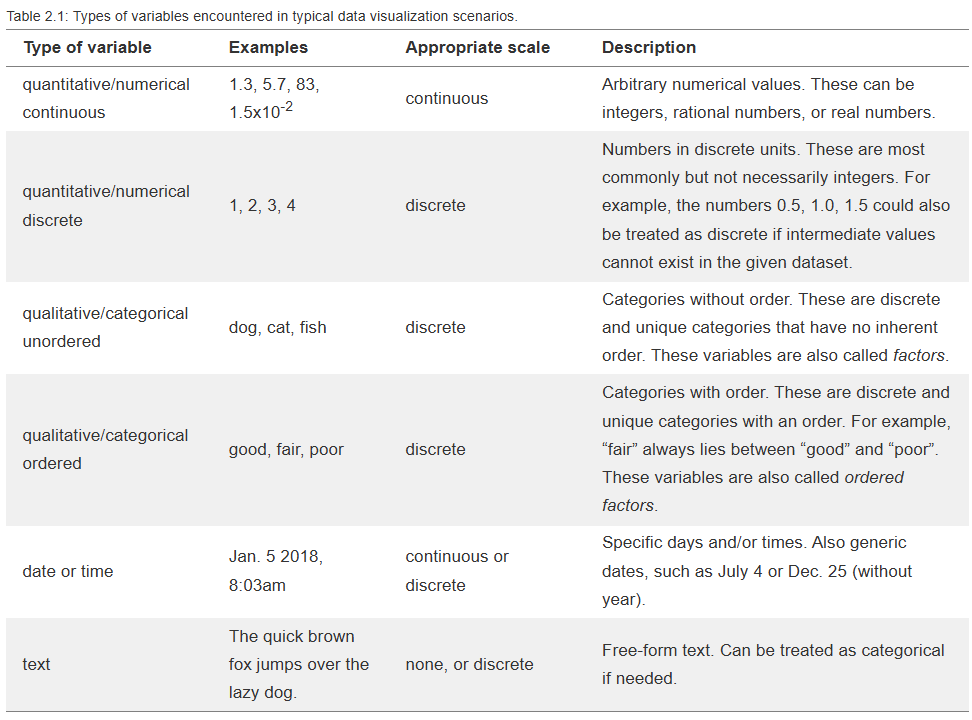 Table 2.1: Types of variables encountered in typical data visualization scenarios.
Type of variable Examples Appropriate scale Description
quantitative/numerical continuous
1.3, 5.7, 83,
1.5x10-2
continuous
Arbitrary numerical values. These can be
integers, rational numbers, or real numbers.
quantitative/numerical
discrete
1, 2, 3, 4
discrete
Numbers in discrete units. These are most
commonly but not necessarily integers. For
example, the numbers 0.5, 1.0, 1.5 could also
be treated as discrete if intermediate values
cannot exist in the given dataset.
qualitative/categorical
unordered
dog, cat, fish
discrete
Categories without order. These are discrete
and unique categories that have no inherent
order. These variables are also called factors.
qualitative/categorical
ordered
good, fair, poor
discrete
Categories with order. These are discrete and
unique categories with an order. For example,
“fair” always lies between “good” and “poor”.
These variables are also called ordered
factors.
date or time
Jan. 5 2018,
8:03am
continuous or
discrete
Specific days and/or times. Also generic
dates, such as July 4 or Dec. 25 (without
year).
text
The quick brown
fox jumps over the
lazy dog.
none, or discrete
Free-form text. Can be treated as categorical
if needed.